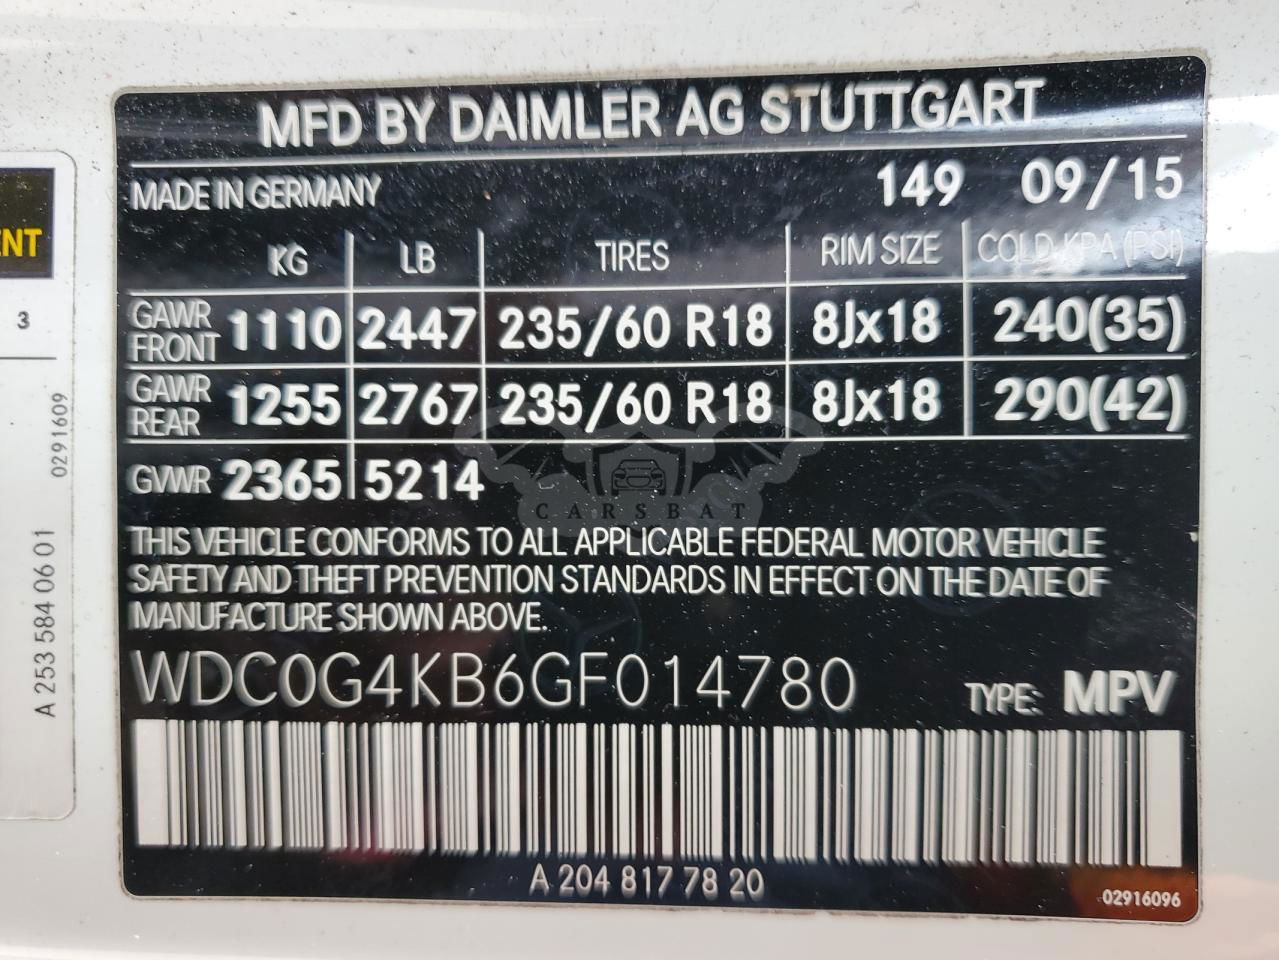 MFD BY DAIMLER AG STUTTGART
MADE IN GERMANY 149 09/15
KG LB TIRES RIM SIZE COLD KPA (PSI)
GAWR FRONT 1110 2447 235/60 R18 8Jx18 240(35)
GAWR REAR 1255 2767 235/60 R18 8Jx18 290(42)
GVWR 2365 5214
CARSBAT
THIS VEHICLE CONFORMS TO ALL APPLICABLE FEDERAL MOTOR VEHICLE
SAFETY AND THEFT PREVENTION STANDARDS IN EFFECT ON THE DATE OF
MANUFACTURE SHOWN ABOVE.
WDC0G4KB6GF014780 TYPE: MPV
A 204 817 78 20
02916096
3
0291609
A 253 584 06 01